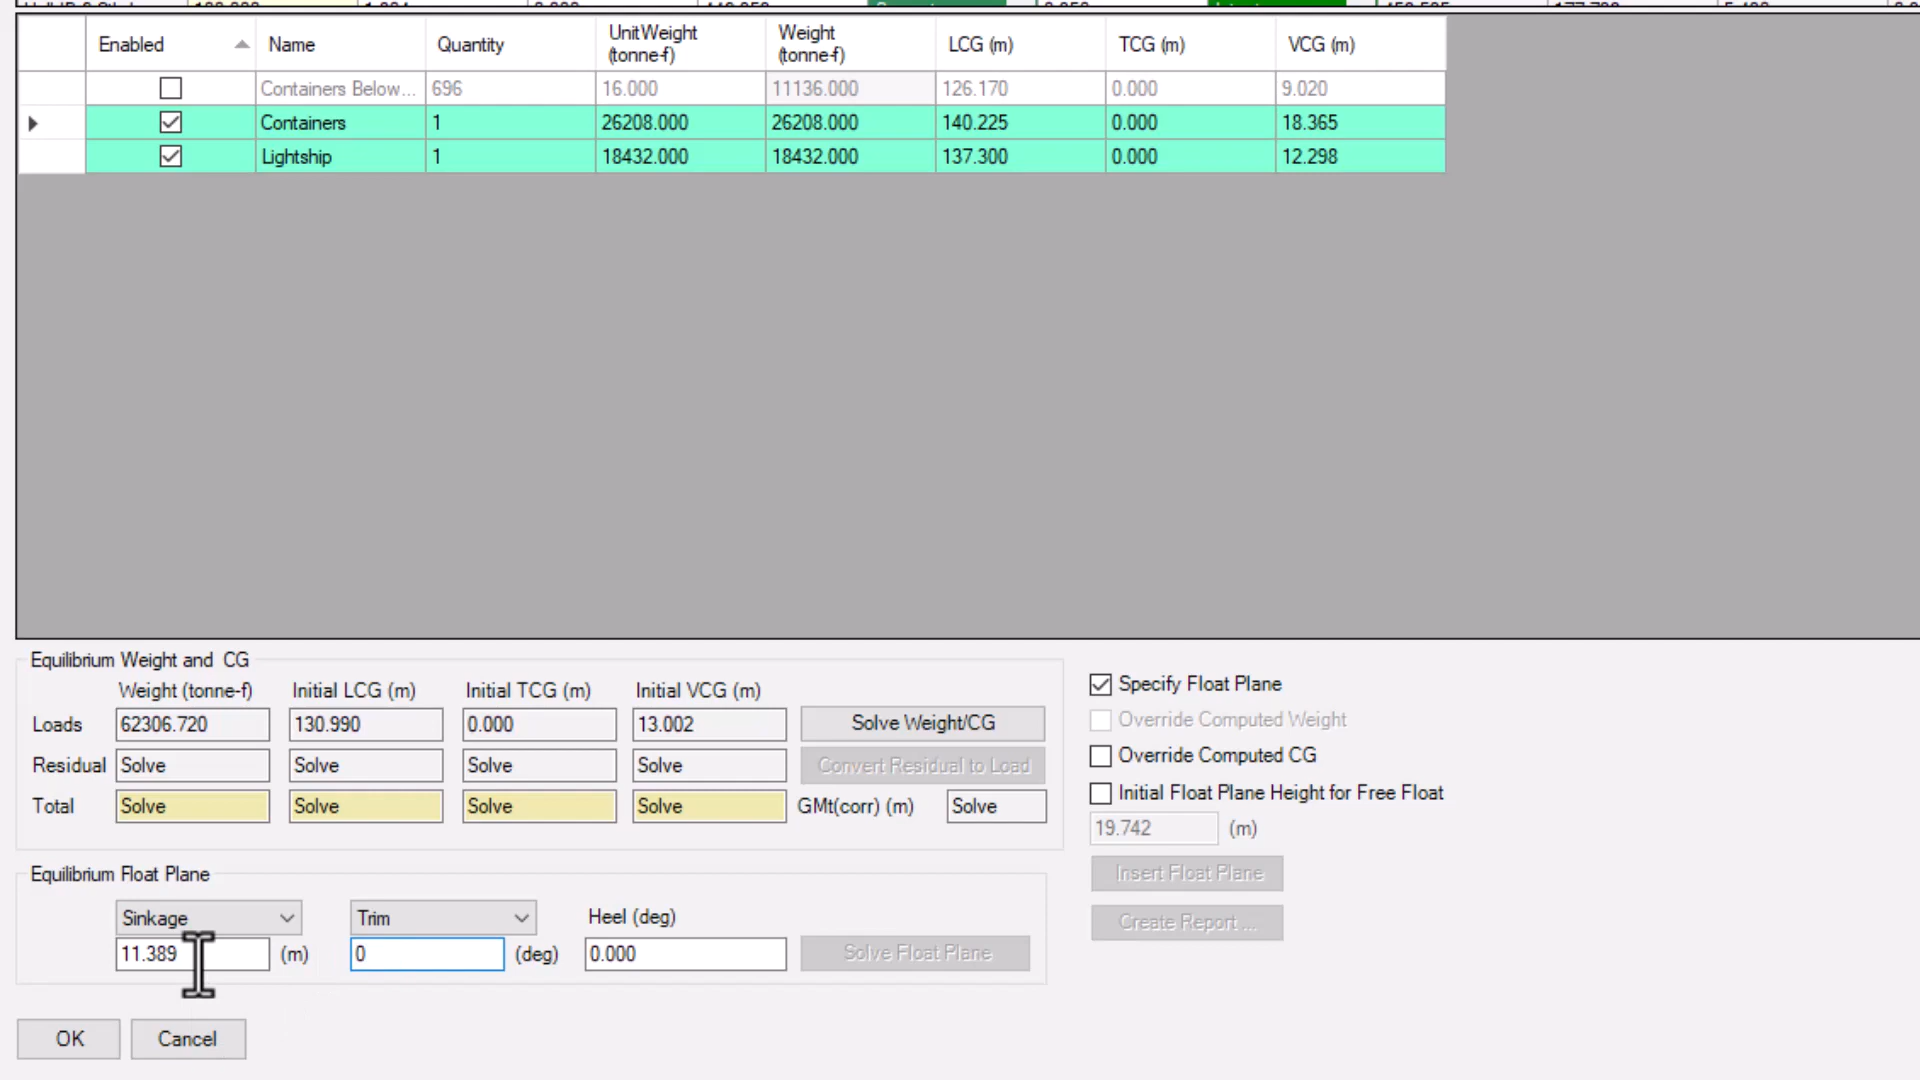 Enabled Name Quantity UnitWeight (tonne-f) Weight (tonne-f) LCG (m) TCG (m) VCG (m)
Containers Below... 696 16.000 11136.000 126.170 0.000 9.020
Containers 1 26208.000 26208.000 140.225 0.000 18.365
Lightship 1 18432.000 18432.000 137.300 0.000 12.298
Equilibrium Weight and CG
Weight (tonne-f) Initial LCG (m) Initial TCG (m) Initial VCG (m)
Loads 62306.720 130.990 0.000 13.002 Solve Weight/CG
Residual Solve Solve Solve Solve Convert Residual to Load
Total Solve Solve Solve Solve GMt(corr) (m) Solve
Specify Float Plane
Override Computed Weight
Override Computed CG
Initial Float Plane Height for Free Float
19.742 (m)
Insert Float Plane
Create Report ...
Equilibrium Float Plane
Sinkage Trim Heel (deg)
11.389 (m) 0 (deg) 0.000 Solve Float Plane
OK Cancel